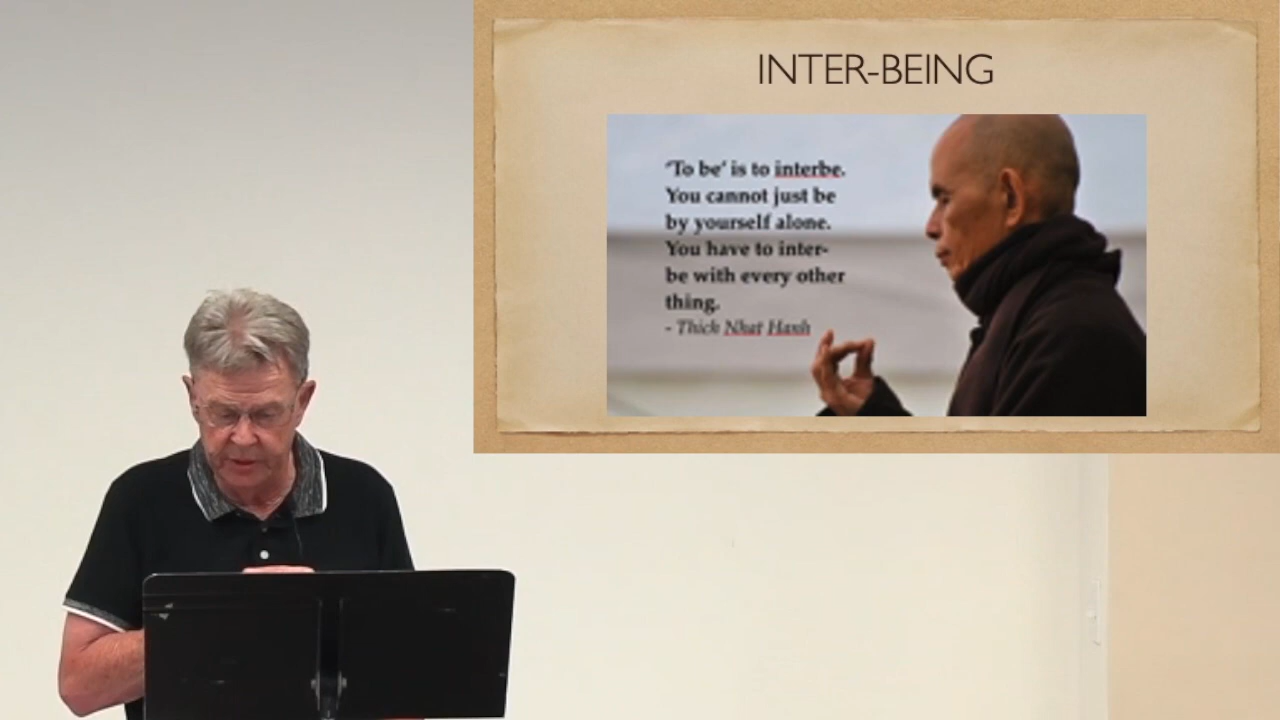 INTER-BEING
'To be' is to interbe.
You cannot just be
by yourself alone.
You have to inter-
be with every other
thing.
- Thich Nhat Hanh